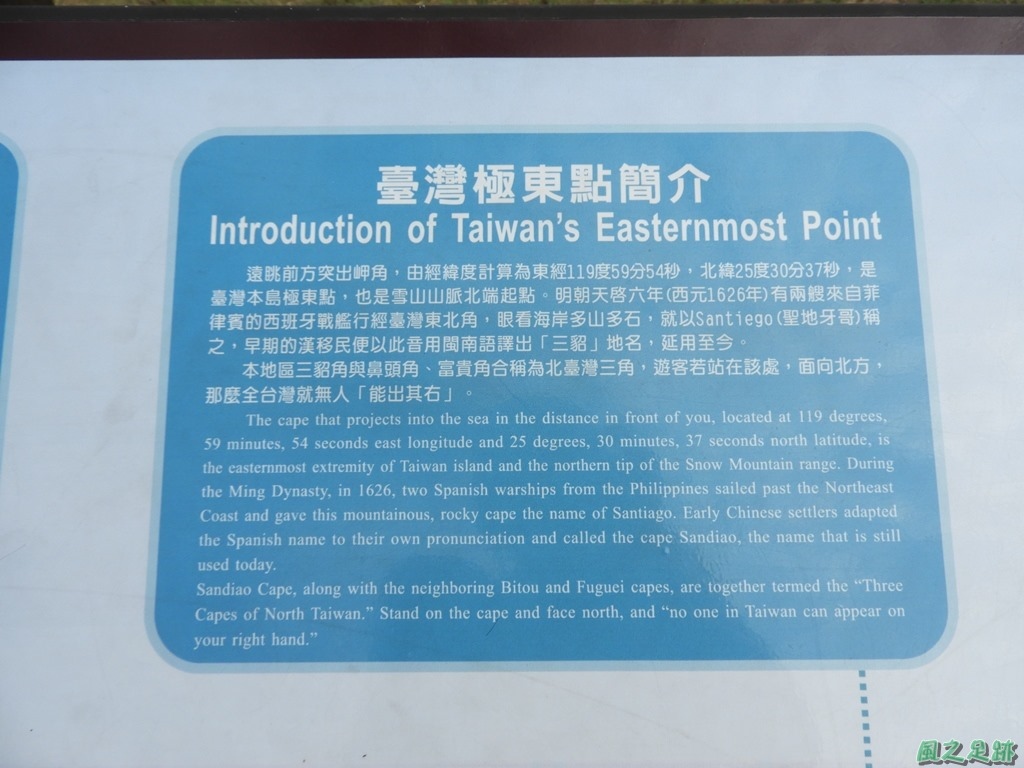 臺灣極東點簡介
Introduction of Taiwan's Easternmost Point
遠眺前方突出岬角，由經緯度計算為東經119度59分54秒，北緯25度30分37秒，是
臺灣本島極東點，也是雪山山脈北端起點。明朝天啓六年(西元1626年)有兩艘來自菲
律賓的西班牙戰艦行經臺灣東北角，眼看海岸多山多石，就以Santiego(聖地牙哥)稱
之，早期的漢移民便以此音用閩南語譯出「三貂」地名，延用至今。
本地區三貂角與鼻頭角、富貴角合稱為北臺灣三角，遊客若站在該處，面向北方，
那麼全台灣就無人「能出其右」。
The cape that projects into the sea in the distance in front of you, located at 119 degrees,
59 minutes, 54 seconds east longitude and 25 degrees, 30 minutes, 37 seconds north latitude, is
the easternmost extremity of Taiwan island and the northern tip of the Snow Mountain range. During
the Ming Dynasty, in 1626, two Spanish warships from the Philippines sailed past the Northeast
Coast and gave this mountainous, rocky cape the name of Santiago. Early Chinese settlers adapted
the Spanish name to their own pronunciation and called the cape Sandiao, the name that is still
used today.
Sandiao Cape, along with the neighboring Bitou and Fuguei capes, are together termed the “Three
Capes of North Taiwan.” Stand on the cape and face north, and “no one in Taiwan can appear on
your right hand.”
風之足跡